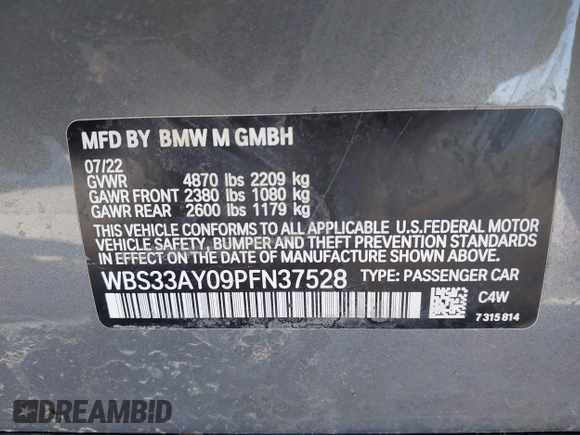 MFD BY BMW M GMBH
07/22
GVWR 4870 lbs 2209 kg
GAWR FRONT 2380 lbs 1080 kg
GAWR REAR 2600 lbs 1179 kg
THIS VEHICLE CONFORMS TO ALL APPLICABLE U.S.FEDERAL MOTOR
VEHICLE SAFETY, BUMPER AND THEFT PREVENTION STANDARDS IN
EFFECT ON THE DATE OF MANUFACTURE SHOWN ABOVE.
WBS33AY09PFN37528 TYPE: PASSENGER CAR
C4W
7 315 814
DREAMBID